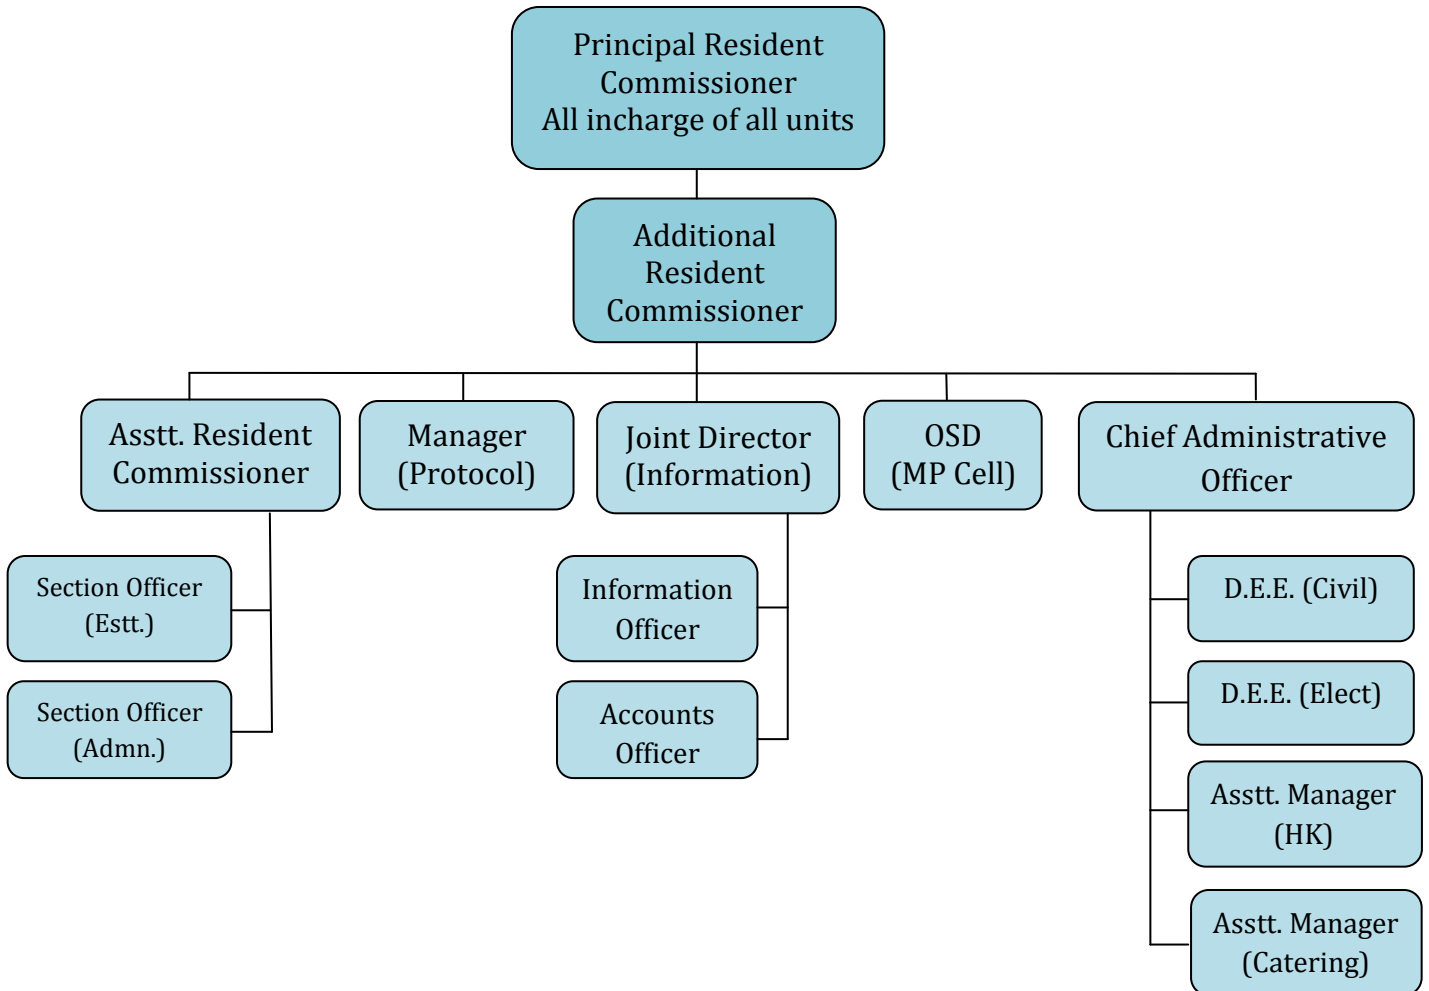 Principal Resident
Commissioner
All incharge of all units
Additional
Resident
Commissioner
Asstt. Resident
Commissioner
Manager
(Protocol)
Joint Director
(Information)
OSD
(MP Cell)
Chief Administrative
Officer
Section Officer
(Estt.)
Section Officer
(Admn.)
Information
Officer
Accounts
Officer
D.E.E. (Civil)
D.E.E. (Elect)
Asstt. Manager
(HK)
Asstt. Manager
(Catering)